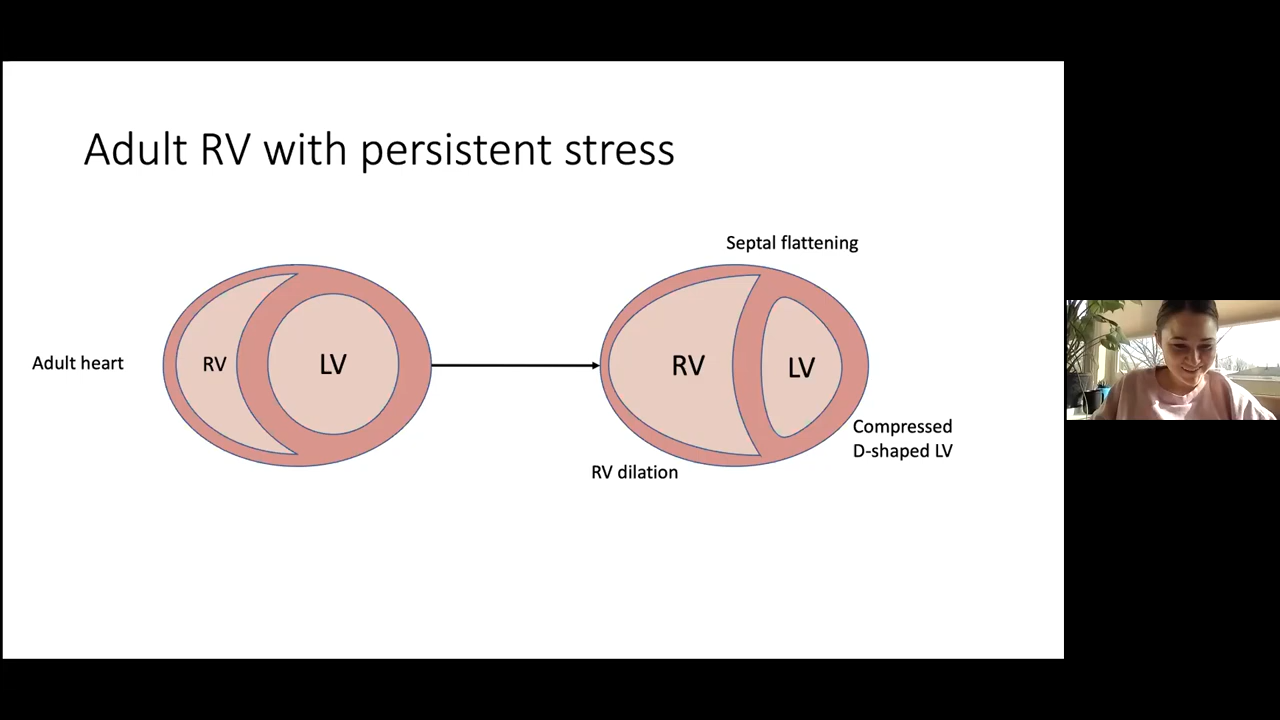 Adult RV with persistent stress
Septal flattening
Adult heart
RV
LV
RV
LV
Compressed
D-shaped LV
RV dilation